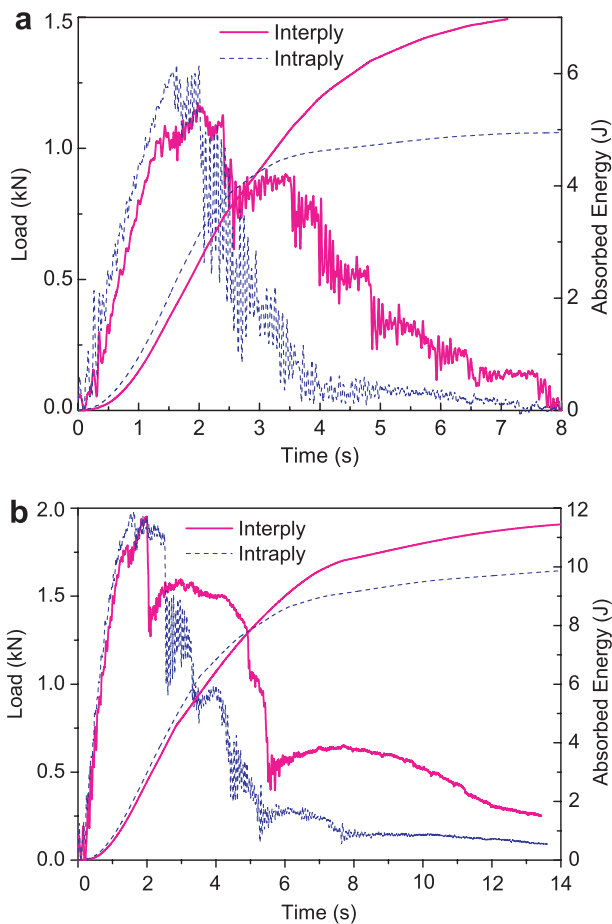 a
1.5
1.0
0.5
0.0
Load (kN)
Interply
Intraply
6
4
2
0
Absorbed Energy (J)
0 1 2 3 4 5 6 7 8
Time (s)
b
2.0
1.5
1.0
0.5
0.0
Load (kN)
Interply
Intraply
12
10
8
6
4
2
0
Absorbed Energy (J)
0 2 4 6 8 10 12 14
Time (s)